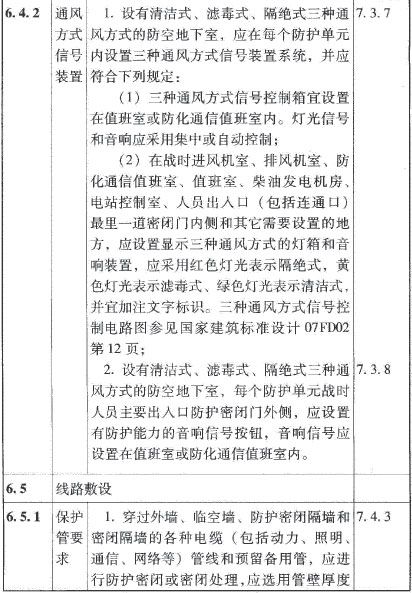 6.4.2 通风 1. 设有清洁式、滤毒式、隔绝式三种通 7.3.7
方式 风方式的防空地下室，应在每个防护单元
信号 内设置三种通风方式信号装置系统，并应
装置 符合下列规定：
（1）三种通风方式信号控制箱宜设置
在值班室或防化通信值班室内。灯光信号
和音响应采用集中或自动控制；
（2）在战时进风机室、排风机室、防
化通信值班室、值班室、柴油发电机房、
电站控制室、人员出入口（包括连通口）
最里一道密闭门内侧和其它需要设置的地
方，应设置显示三种通风方式的灯箱和音
响装置，应采用红色灯光表示隔绝式，黄
色灯光表示滤毒式、绿色灯光表示清洁式，
并宜加注文字标识。三种通风方式信号控
制电路图参见国家建筑标准设计 07FD02
第 12 页；
2. 设有清洁式、滤毒式、隔绝式三种通 7.3.8
风方式的防空地下室，每个防护单元战时
人员主要出入口防护密闭门外侧，应设置
有防护能力的音响信号按钮，音响信号应
设置在值班室或防化通信值班室内。
6.5 线路敷设
6.5.1 保护 1. 穿过外墙、临空墙、防护密闭隔墙和 7.4.3
管要 密闭隔墙的各种电缆（包括动力、照明、
求 通信、网络等）管线和预留备用管，应进
行防护密闭或密闭处理，应选用管壁厚度